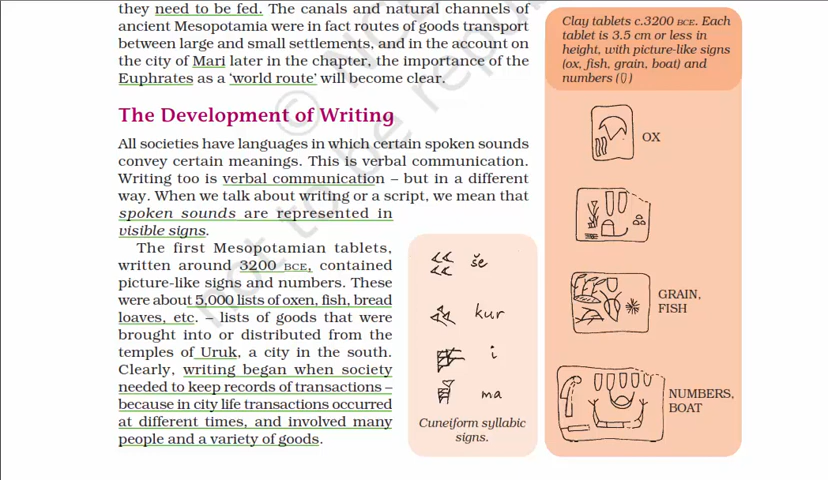 they need to be fed. The canals and natural channels of
ancient Mesopotamia were in fact routes of goods transport
between large and small settlements, and in the account on
the city of Mari later in the chapter, the importance of the
Euphrates as a ‘world route’ will become clear.
The Development of Writing
All societies have languages in which certain spoken sounds
convey certain meanings. This is verbal communication.
Writing too is verbal communication – but in a different
way. When we talk about writing or a script, we mean that
spoken sounds are represented in
visible signs.
The first Mesopotamian tablets,
written around 3200 BCE, contained
picture-like signs and numbers. These
were about 5,000 lists of oxen, fish, bread
loaves, etc. – lists of goods that were
brought into or distributed from the
temples of Uruk, a city in the south.
Clearly, writing began when society
needed to keep records of transactions –
because in city life transactions occurred
at different times, and involved many
people and a variety of goods.
še
kur
i
ma
Cuneiform syllabic
signs.
Clay tablets c.3200 BCE. Each
tablet is 3.5 cm or less in
height, with picture-like signs
(ox, fish, grain, boat) and
numbers ( )
OX
GRAIN,
FISH
NUMBERS,
BOAT
not to be repu
© NC